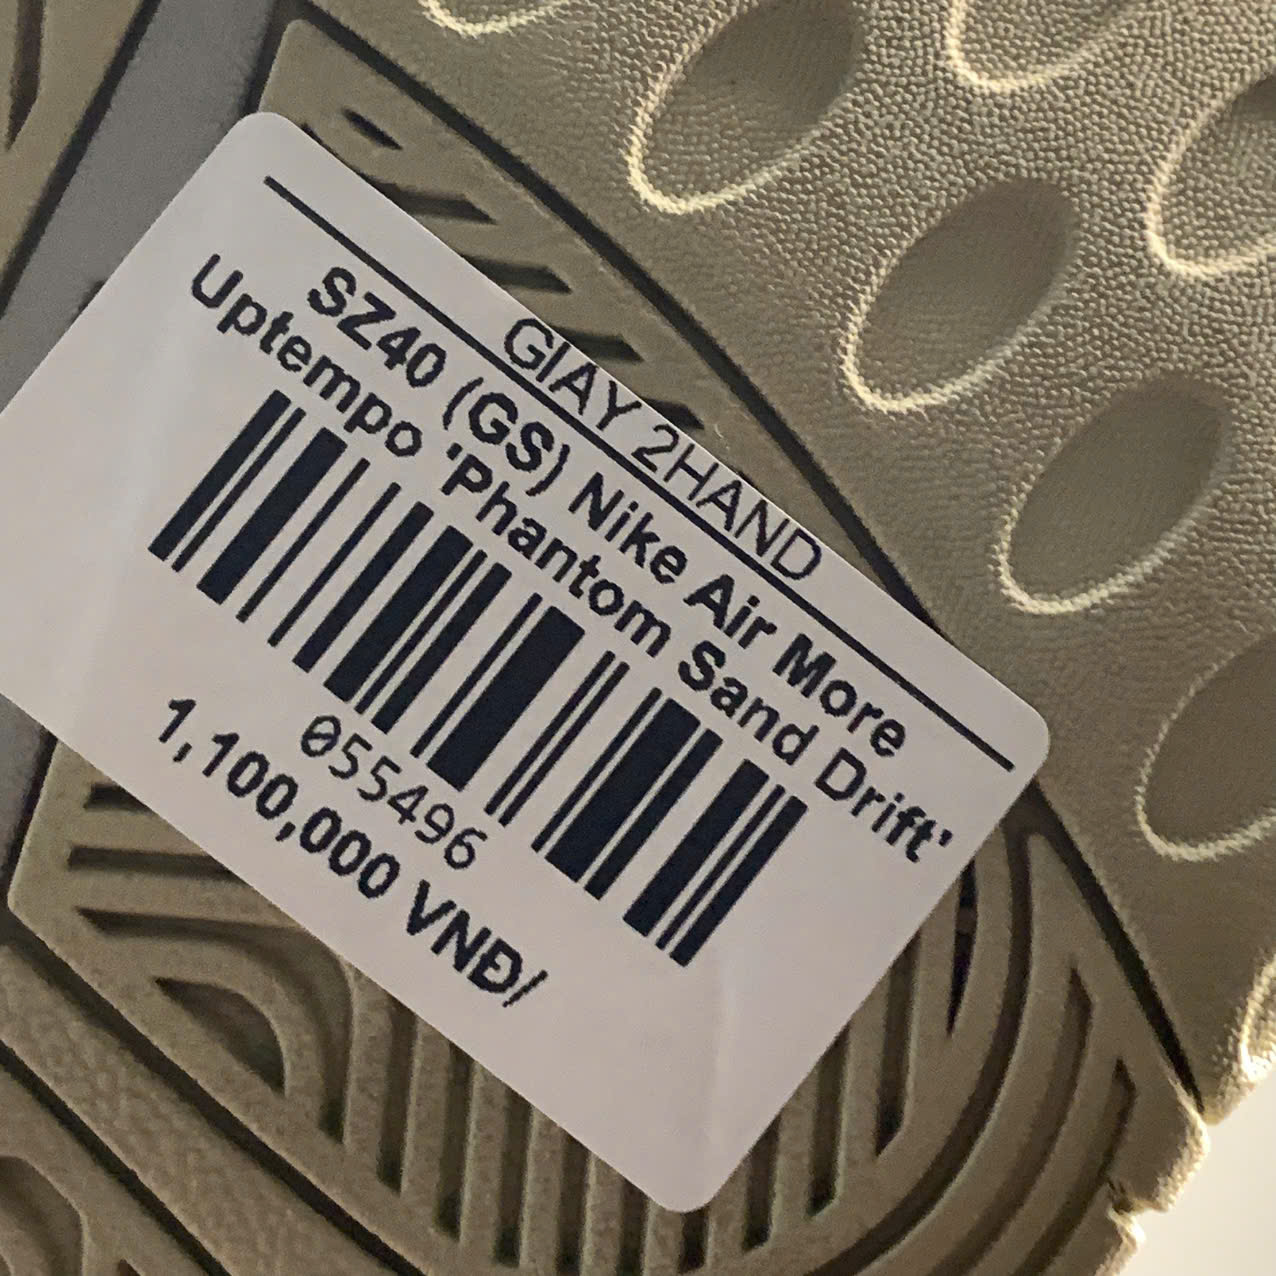 GIAY 2HAND
SZ40 (GS) Nike Air More
Uptempo 'Phantom Sand Drift'
055496
1,100,000 VNĐ/